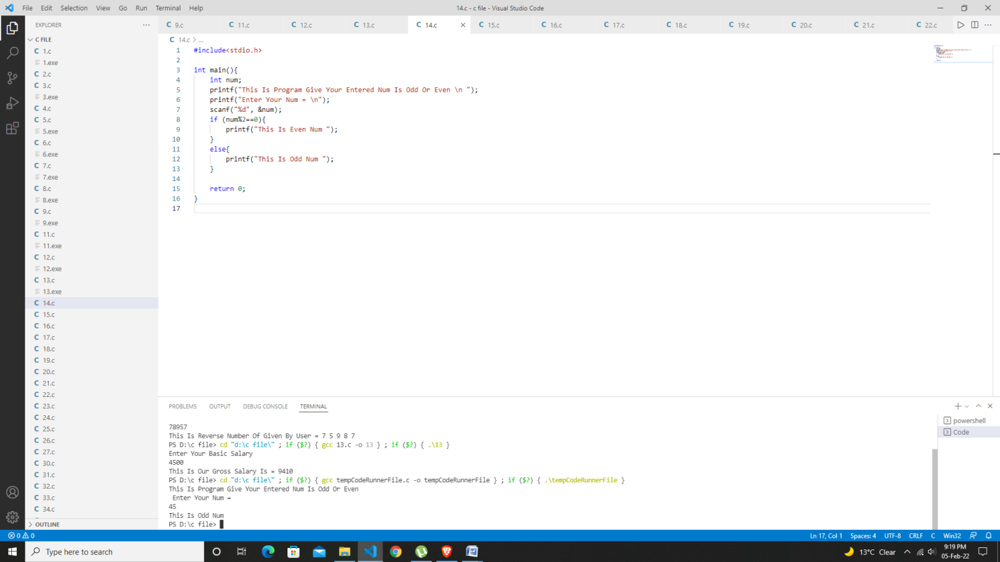 File Edit Selection View Go Run Terminal Help
14.c - c file - Visual Studio Code
EXPLORER
C FILE
1.c
1.exe
2.c
3.c
3.exe
4.c
5.c
5.exe
6.c
6.exe
7.c
7.exe
8.c
8.exe
9.c
9.exe
11.c
11.exe
12.c
12.exe
13.c
13.exe
14.c
15.c
16.c
17.c
18.c
19.c
20.c
21.c
22.c
23.c
24.c
25.c
26.c
27.c
30.c
31.c
32.c
33.c
34.c
OUTLINE
9.c 11.c 12.c 13.c 14.c 15.c 16.c 17.c 18.c 19.c 20.c 21.c 22.c
C 14.c > ...
1 #include<stdio.h>
2
3 int main(){
4 int num;
5 printf("This Is Program Give Your Entered Num Is Odd Or Even \n ");
6 printf("Enter Your Num = \n");
7 scanf("%d", &num);
8 if (num%2==0){
9 printf("This Is Even Num ");
10 }
11 else{
12 printf("This Is Odd Num ");
13 }
14
15 return 0;
16 }
17
PROBLEMS OUTPUT DEBUG CONSOLE TERMINAL
78957
This Is Reverse Number Of Given By User = 7 5 9 8 7
PS D:\c file> cd "d:\c file\" ; if ($?) { gcc 13.c -o 13 } ; if ($?) { .\13 }
Enter Your Basic Salary
4500
This Is Our Gross Salary Is = 9410
PS D:\c file> cd "d:\c file\" ; if ($?) { gcc tempCodeRunnerFile.c -o tempCodeRunnerFile } ; if ($?) { .\tempCodeRunnerFile }
This Is Program Give Your Entered Num Is Odd Or Even
Enter Your Num =
45
This Is Odd Num
PS D:\c file>
powershell
Code
0 0
Ln 17, Col 1 Spaces: 4 UTF-8 CRLF C Win32
Type here to search
13°C Clear
9:19 PM
05-Feb-22